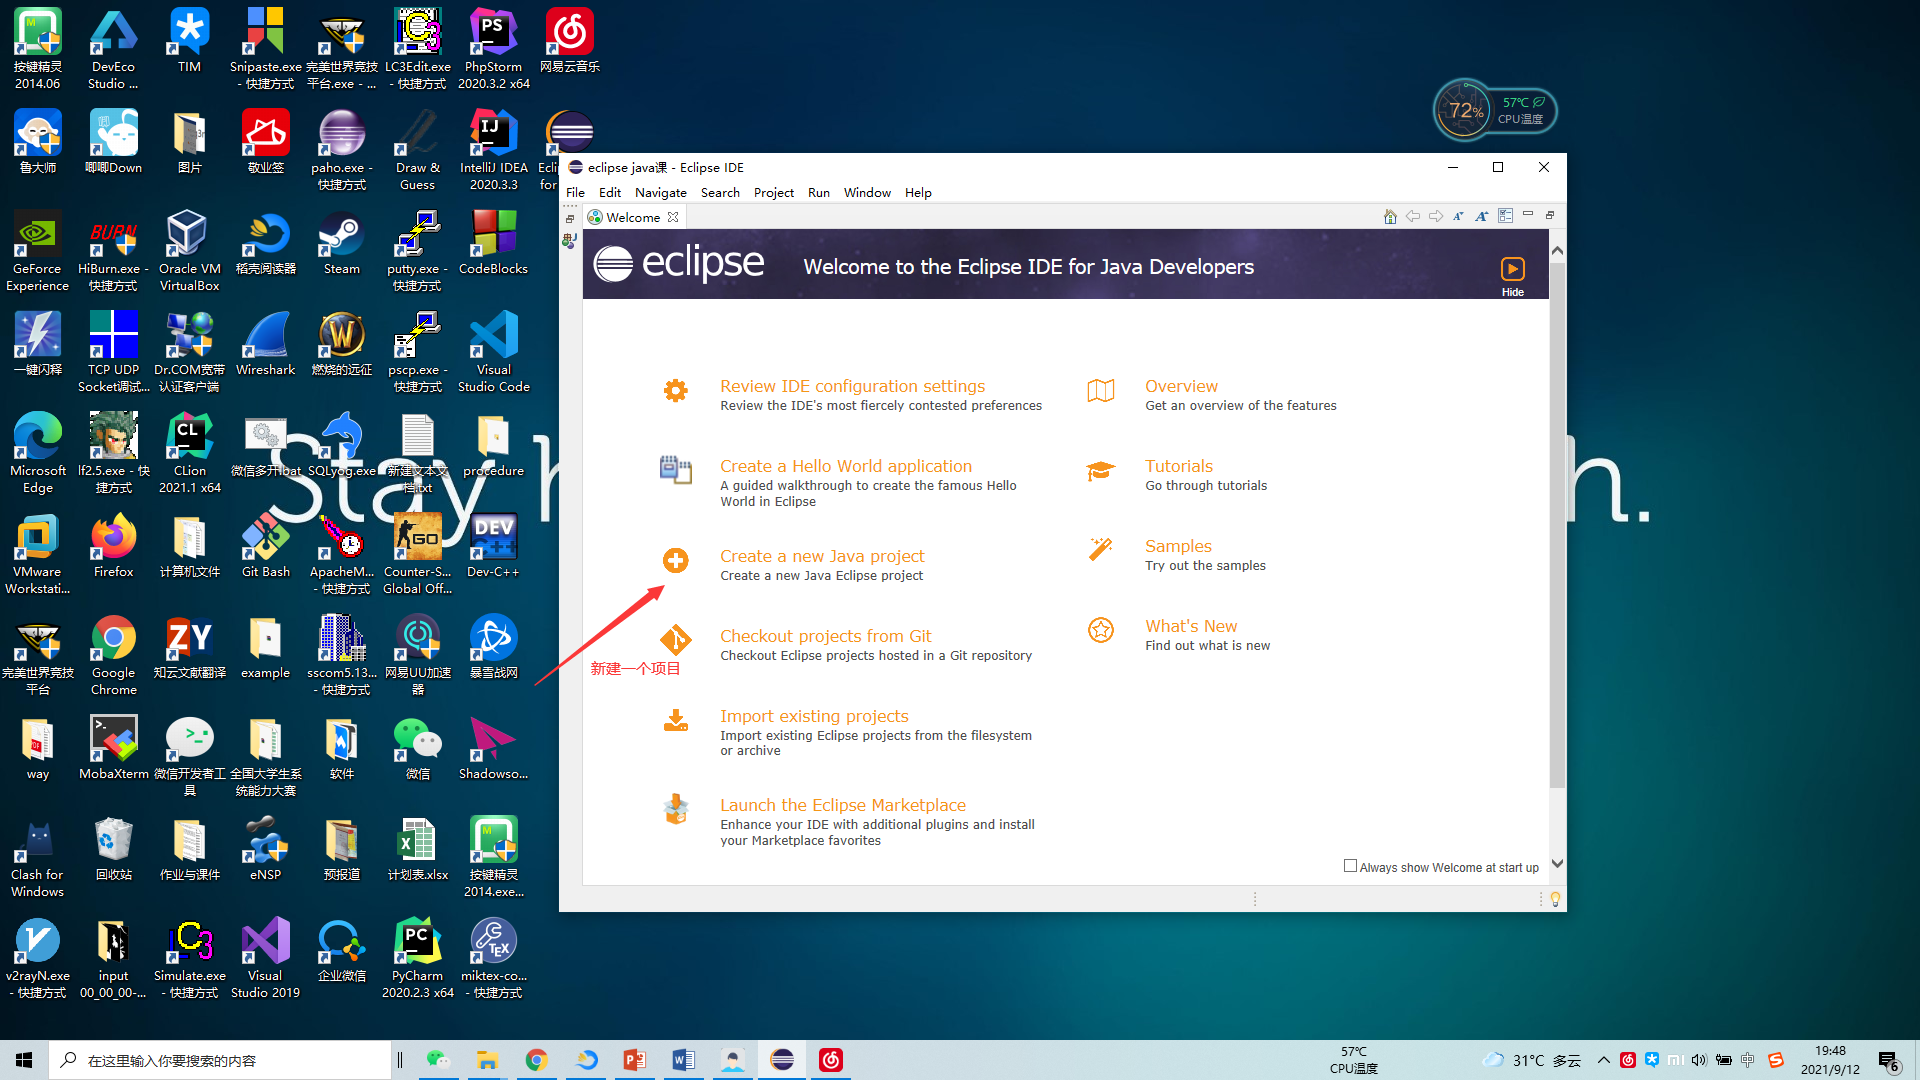 按键精灵
2014.06
DevEco
Studio ...
TIM
Snipaste.exe
- 快捷方式
完美世界竞技
平台.exe - ...
LC3Edit.exe
- 快捷方式
PhpStorm
2020.3.2 x64
网易云音乐
鲁大师
唧唧Down
图片
敬业签
paho.exe -
快捷方式
Draw &
Guess
IntelliJ IDEA
2020.3.3
GeForce
Experience
HiBurn.exe -
快捷方式
Oracle VM
VirtualBox
稻壳阅读器
Steam
putty.exe -
快捷方式
CodeBlocks
一键闪释
TCP UDP
Socket调试...
Dr.COM宽带
认证客户端
Wireshark
燃烧的远征
pscp.exe -
快捷方式
Visual
Studio Code
Microsoft
Edge
lf2.5.exe - 快
捷方式
CLion
2021.1 x64
微信多开.bat
SQLyog.exe
新建文本文
档.txt
procedure
VMware
Workstati...
Firefox
计算机文件
Git Bash
ApacheM...
- 快捷方式
Counter-S...
Global Off...
Dev-C++
完美世界竞技
平台
Google
Chrome
知云文献翻译
example
sscom5.13...
- 快捷方式
网易UU加速
器
暴雪战网
way
MobaXterm
微信开发者工
具
全国大学生系
统能力大赛
软件
微信
Shadowso...
Clash for
Windows
回收站
作业与课件
eNSP
预报道
计划表.xlsx
按键精灵
2014.exe...
v2rayN.exe
- 快捷方式
input
00_00_00-...
Simulate.exe
- 快捷方式
Visual
Studio 2019
企业微信
PyCharm
2020.2.3 x64
miktex-co...
- 快捷方式
Stay h
h.
72%
57℃
CPU温度
eclipse java课 - Eclipse IDE
File Edit Navigate Search Project Run Window Help
Welcome
eclipse
Welcome to the Eclipse IDE for Java Developers
Hide
Review IDE configuration settings
Review the IDE's most fiercely contested preferences
Create a Hello World application
A guided walkthrough to create the famous Hello
World in Eclipse
Create a new Java project
Create a new Java Eclipse project
Checkout projects from Git
Checkout Eclipse projects hosted in a Git repository
新建一个项目
Import existing projects
Import existing Eclipse projects from the filesystem
or archive
Launch the Eclipse Marketplace
Enhance your IDE with additional plugins and install
your Marketplace favorites
Overview
Get an overview of the features
Tutorials
Go through tutorials
Samples
Try out the samples
What's New
Find out what is new
Always show Welcome at start up
在这里输入你要搜索的内容
57℃
CPU温度
31℃ 多云
中
19:48
2021/9/12
6